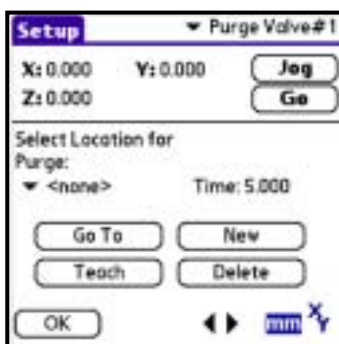 Setup Purge Valve#1
X: 0.000 Y: 0.000 Jog
Z: 0.000 Go
Select Location for
Purge:
<none> Time: 5.000
Go To New
Teach Delete
OK mm X Y